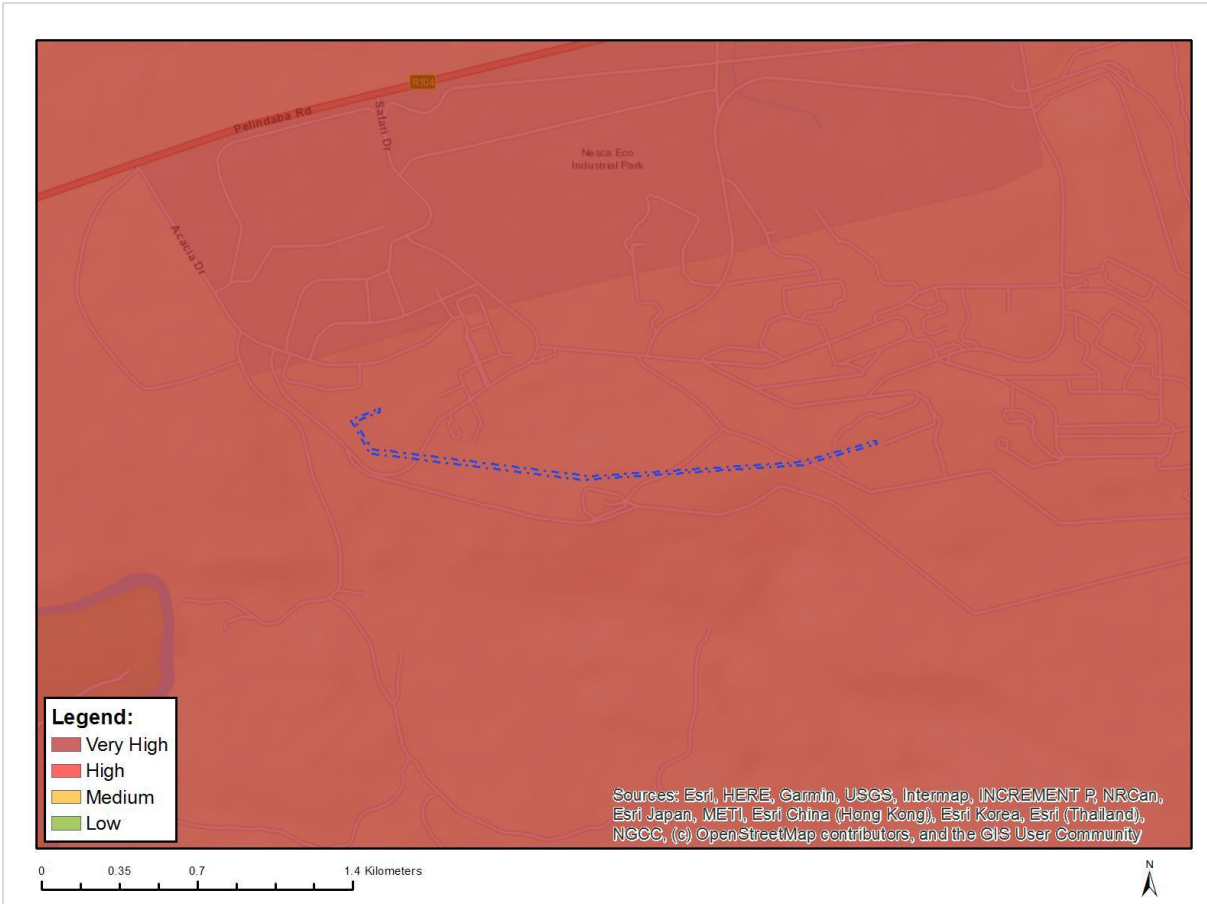 R104
Pelindaba Rd
Safari Dr
Nesca Eco
Industrial Park
Acacia Dr
Legend:
Very High
High
Medium
Low
Sources: Esri, HERE, Garmin, USGS, Intermap, INCREMENT P, NRCan,
Esri Japan, METI, Esri China (Hong Kong), Esri Korea, Esri (Thailand),
NGCC, (c) OpenStreetMap contributors, and the GIS User Community
0 0.35 0.7 1.4 Kilometers
N